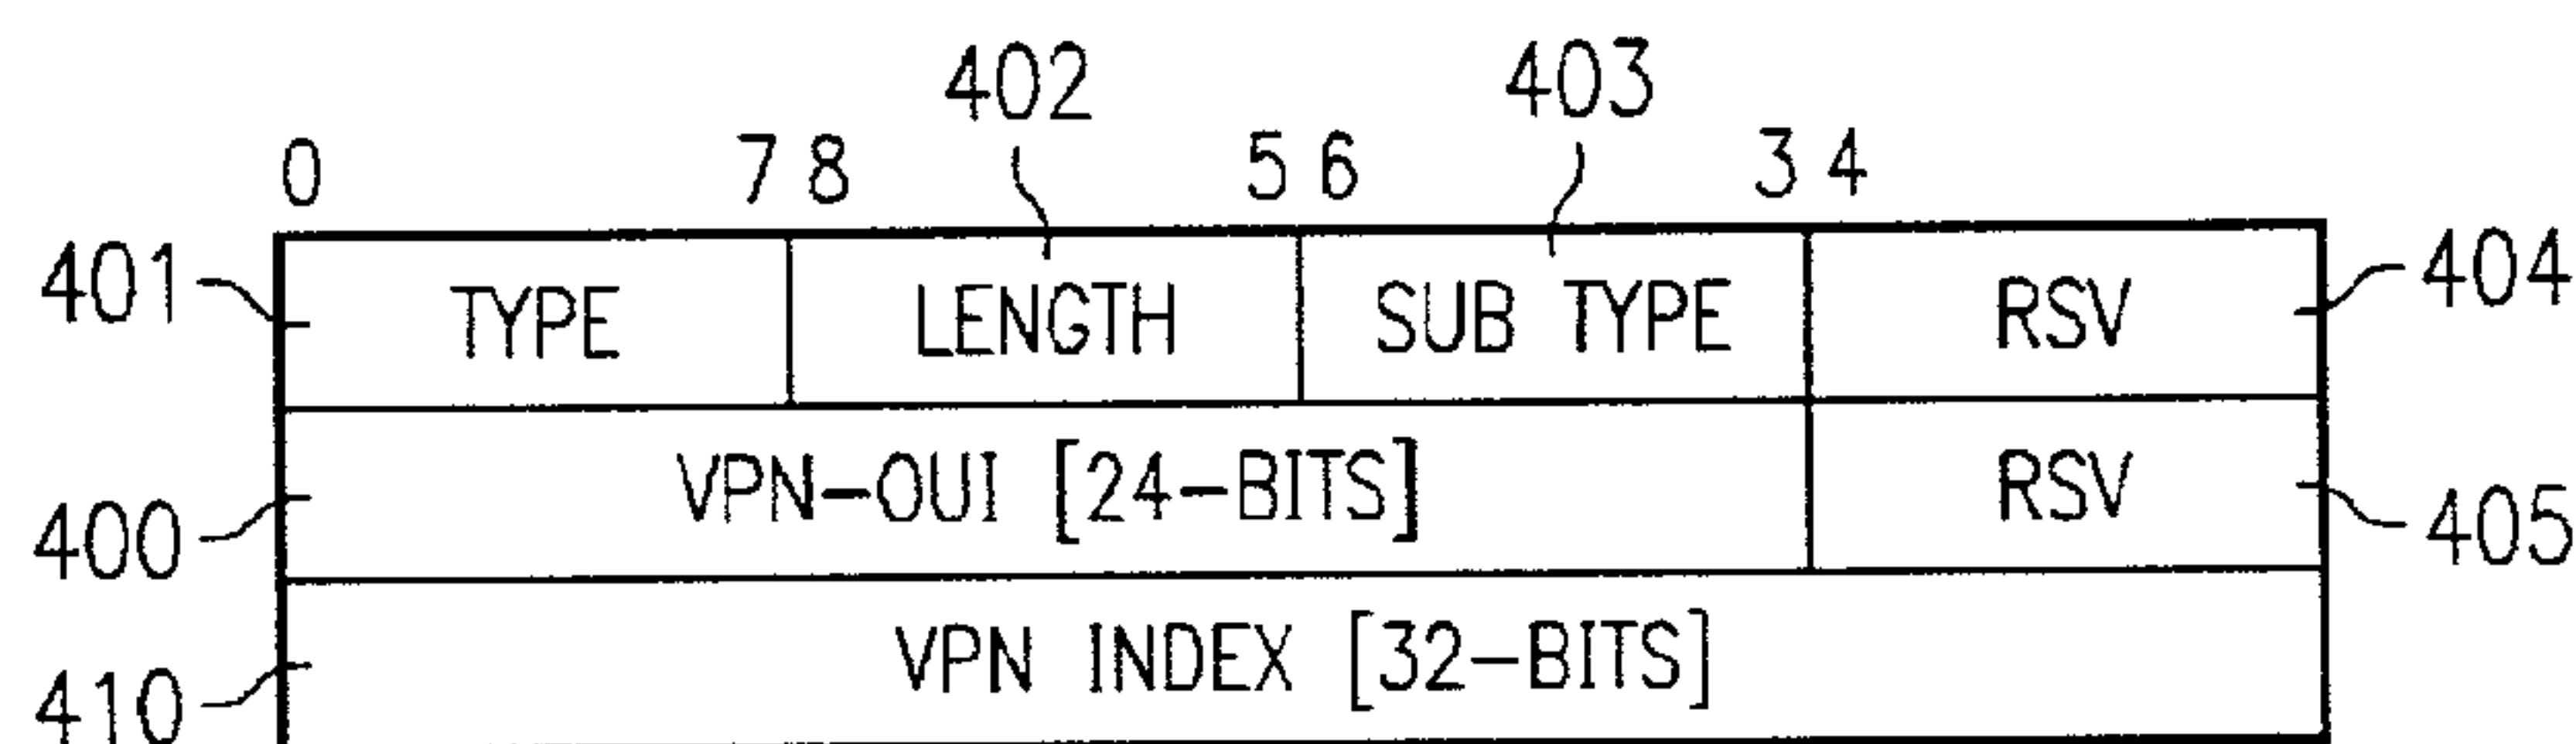 402 403
0 7 8 5 6 3 4
401 TYPE LENGTH SUB TYPE RSV 404
400 VPN-OUI [24-BITS] RSV 405
410 VPN INDEX [32-BITS]